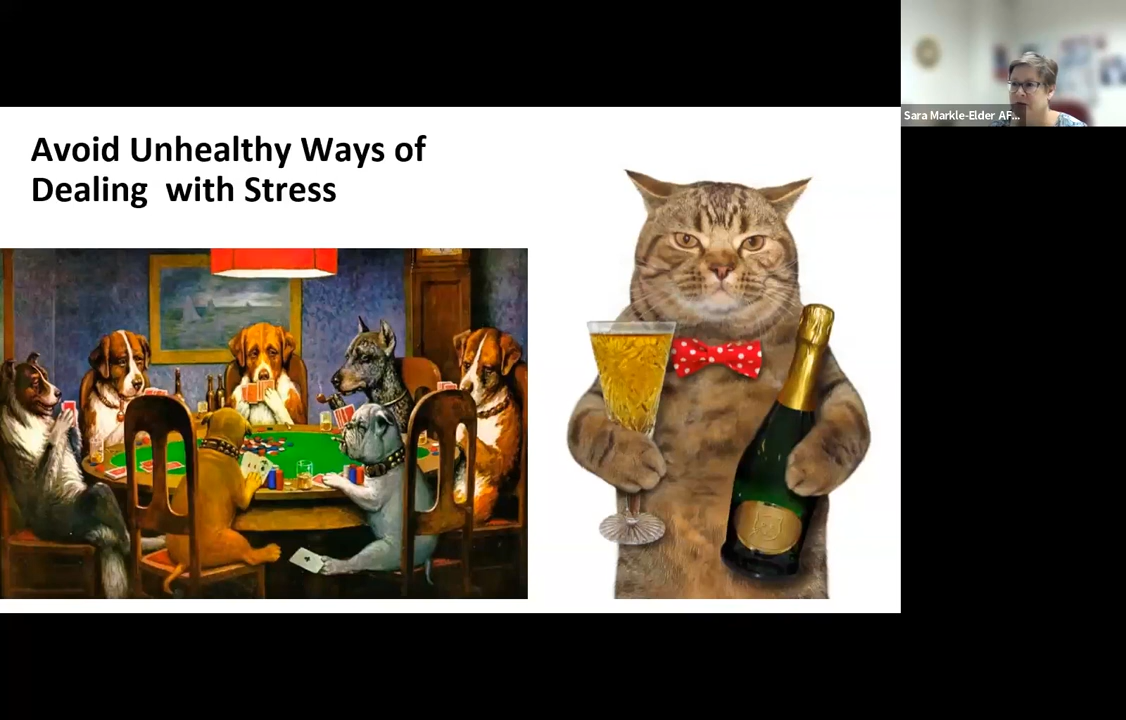 Avoid Unhealthy Ways of
Dealing  with Stress
Sara Markle-Elder AF...